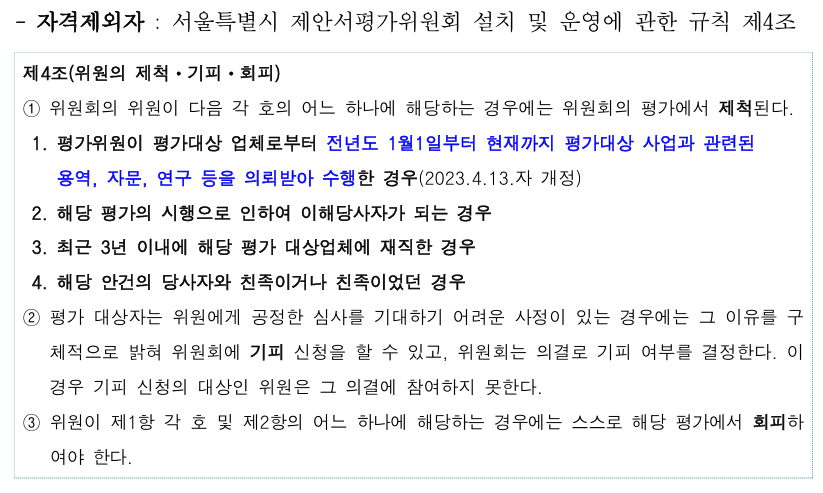 - 자격제외자 : 서울특별시 제안서평가위원회 설치 및 운영에 관한 규칙 제4조
제4조(위원의 제척・기피・회피)
① 위원회의 위원이 다음 각 호의 어느 하나에 해당하는 경우에는 위원회의 평가에서 제척된다.
1. 평가위원이 평가대상 업체로부터 전년도 1월1일부터 현재까지 평가대상 사업과 관련된
용역, 자문, 연구 등을 의뢰받아 수행한 경우(2023.4.13.자 개정)
2. 해당 평가의 시행으로 인하여 이해당사자가 되는 경우
3. 최근 3년 이내에 해당 평가 대상업체에 재직한 경우
4. 해당 안건의 당사자와 친족이거나 친족이었던 경우
② 평가 대상자는 위원에게 공정한 심사를 기대하기 어려운 사정이 있는 경우에는 그 이유를 구
체적으로 밝혀 위원회에 기피 신청을 할 수 있고, 위원회는 의결로 기피 여부를 결정한다. 이
경우 기피 신청의 대상인 위원은 그 의결에 참여하지 못한다.
③ 위원이 제1항 각 호 및 제2항의 어느 하나에 해당하는 경우에는 스스로 해당 평가에서 회피하
여야 한다.